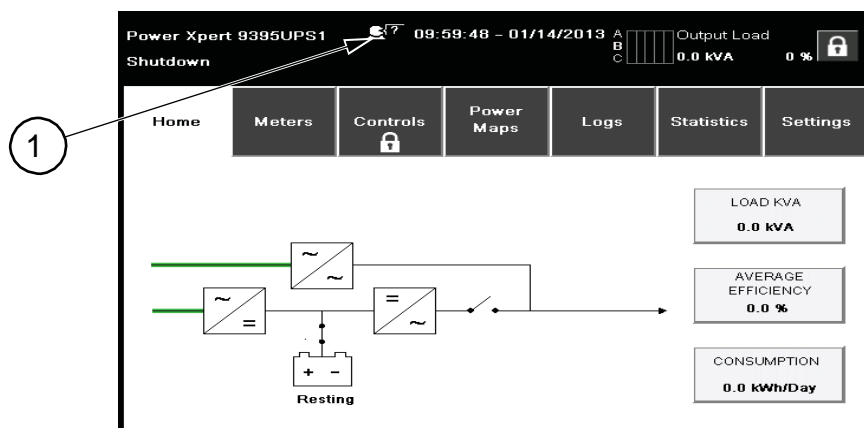 Power Xpert 9395UPS1
? 09:59:48 - 01/14/2013
A
B
C
Output Load
0.0 kVA 0 %
Shutdown
1
Home
Meters
Controls
Power
Maps
Logs
Statistics
Settings
LOAD KVA
0.0 kVA
AVERAGE
EFFICIENCY
0.0 %
CONSUMPTION
0.0 kWh/Day
~
~
~
=
=
~
+ -
Resting